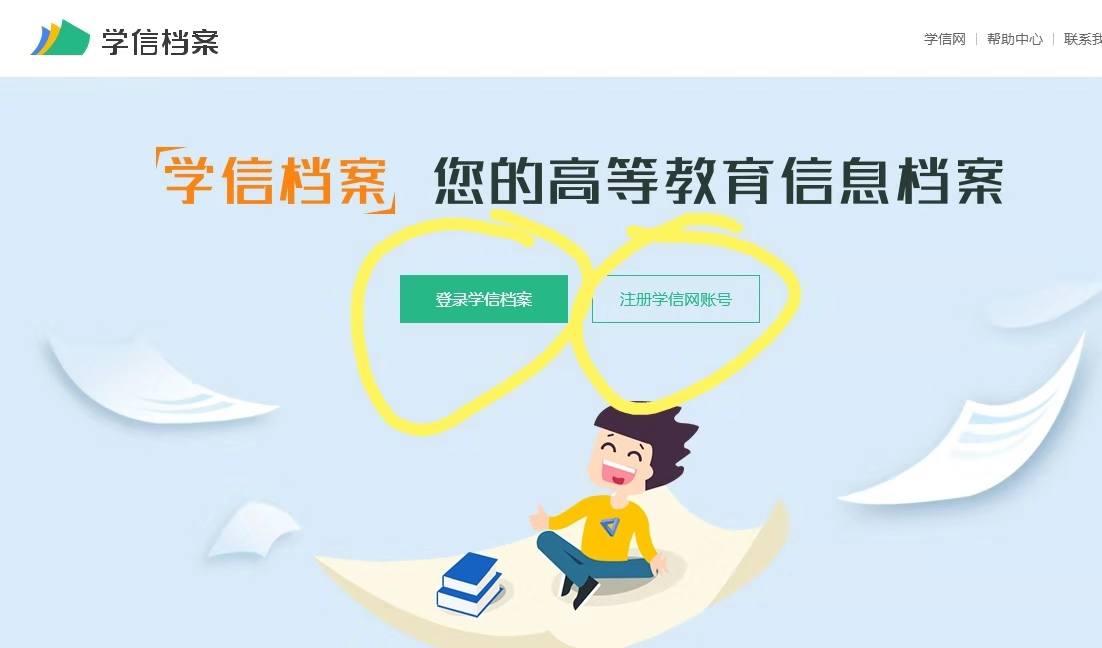 学信档案
学信网 | 帮助中心 | 联系我
学信档案 您的高等教育信息档案
登录学信档案 注册学信网账号